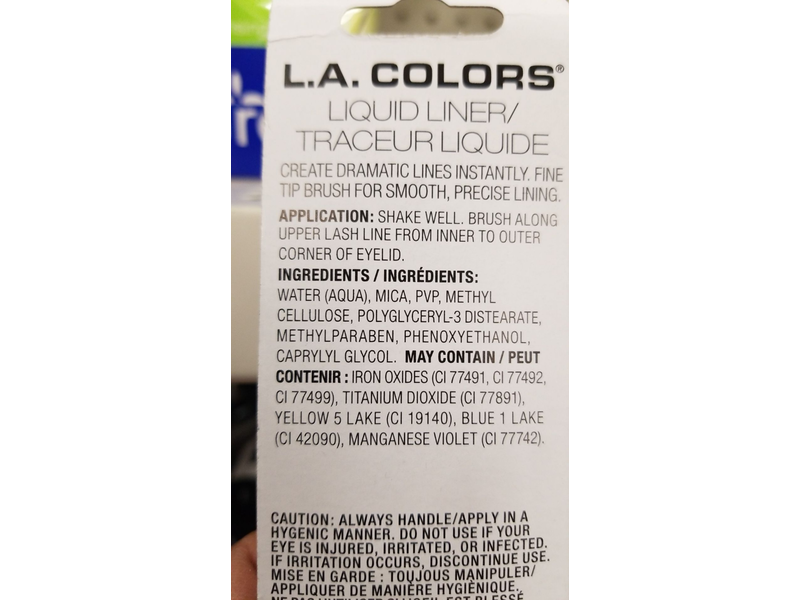 L.A. COLORS®
LIQUID LINER/
TRACEUR LIQUIDE
CREATE DRAMATIC LINES INSTANTLY. FINE
TIP BRUSH FOR SMOOTH, PRECISE LINING.
APPLICATION: SHAKE WELL. BRUSH ALONG
UPPER LASH LINE FROM INNER TO OUTER
CORNER OF EYELID.
INGREDIENTS / INGRÉDIENTS:
WATER (AQUA), MICA, PVP, METHYL
CELLULOSE, POLYGLYCERYL-3 DISTEARATE,
METHYLPARABEN, PHENOXYETHANOL,
CAPRYLYL GLYCOL. MAY CONTAIN / PEUT
CONTENIR : IRON OXIDES (CI 77491, CI 77492,
CI 77499), TITANIUM DIOXIDE (CI 77891),
YELLOW 5 LAKE (CI 19140), BLUE 1 LAKE
(CI 42090), MANGANESE VIOLET (CI 77742).
CAUTION: ALWAYS HANDLE/APPLY IN A
HYGENIC MANNER. DO NOT USE IF YOUR
EYE IS INJURED, IRRITATED, OR INFECTED.
IF IRRITATION OCCURS, DISCONTINUE USE.
MISE EN GARDE : TOUJOUS MANIPULER/
APPLIQUER DE MANIÈRE HYGIÉNIQUE.